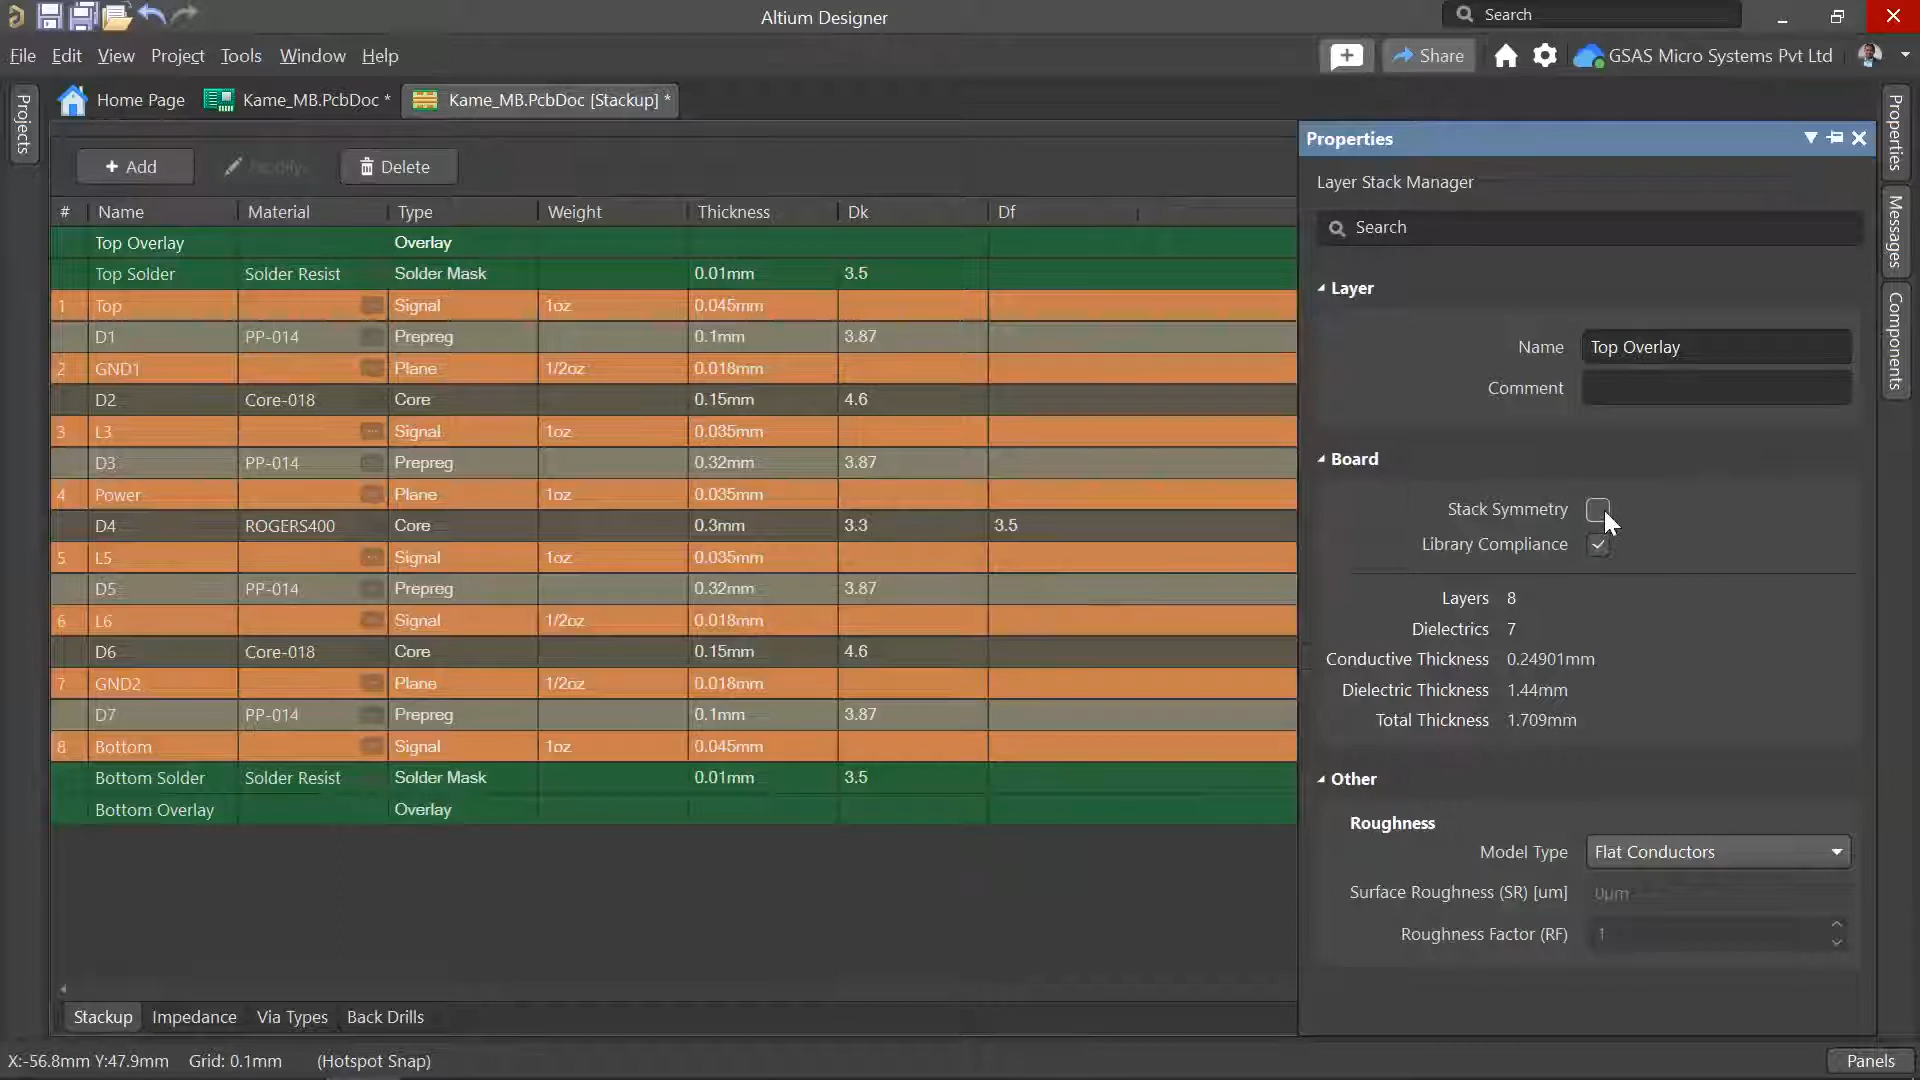 Altium Designer
Search
File Edit View Project Tools Window Help
Share
GSAS Micro Systems Pvt Ltd
Projects
Home Page
Kame_MB.PcbDoc *
Kame_MB.PcbDoc [Stackup] *
+ Add
Modify
Delete
# Name Material Type Weight Thickness Dk Df
Top Overlay Overlay
Top Solder Solder Resist Solder Mask 0.01mm 3.5
1 Top Signal 1oz 0.045mm
D1 PP-014 Prepreg 0.1mm 3.87
2 GND1 Plane 1/2oz 0.018mm
D2 Core-018 Core 0.15mm 4.6
3 L3 Signal 1oz 0.035mm
D3 PP-014 Prepreg 0.32mm 3.87
4 Power Plane 1oz 0.035mm
D4 ROGERS400 Core 0.3mm 3.3 3.5
5 L5 Signal 1oz 0.035mm
D5 PP-014 Prepreg 0.32mm 3.87
6 L6 Signal 1/2oz 0.018mm
D6 Core-018 Core 0.15mm 4.6
7 GND2 Plane 1/2oz 0.018mm
D7 PP-014 Prepreg 0.1mm 3.87
8 Bottom Signal 1oz 0.045mm
Bottom Solder Solder Resist Solder Mask 0.01mm 3.5
Bottom Overlay Overlay
Stackup Impedance Via Types Back Drills
Properties
Layer Stack Manager
Search
Layer
Name Top Overlay
Comment
Board
Stack Symmetry
Library Compliance
Layers 8
Dielectrics 7
Conductive Thickness 0.24901mm
Dielectric Thickness 1.44mm
Total Thickness 1.709mm
Other
Roughness
Model Type Flat Conductors
Surface Roughness (SR) [um] 0µm
Roughness Factor (RF) 1
Properties
Messages
Components
X:-56.8mm Y:47.9mm Grid: 0.1mm (Hotspot Snap)
Panels